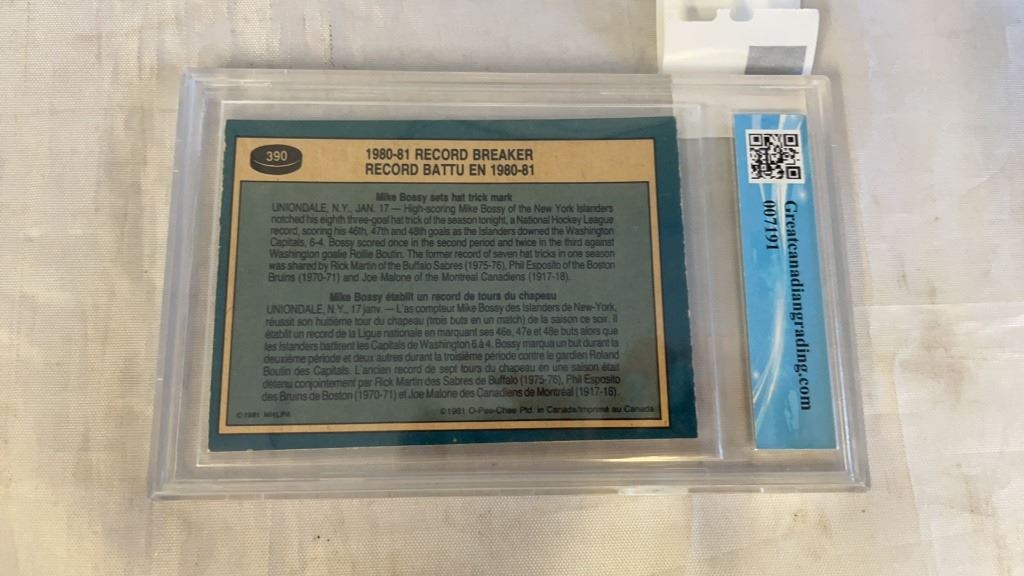 390
1980-81 RECORD BREAKER
RECORD BATTU EN 1980-81
Mike Bossy sets hat trick mark
UNIONDALE, N.Y., JAN. 17 — High-scoring Mike Bossy of the New York Islanders
notched his eighth three-goal hat trick of the season tonight, a National Hockey League
record, scoring his 46th, 47th and 48th goals as the Islanders downed the Washington
Capitals, 6-4. Bossy scored once in the second period and twice in the third against
Washington goalie Rollie Boutin. The former record of seven hat tricks in one season
was shared by Rick Martin of the Buffalo Sabres (1975-76), Phil Esposito of the Boston
Bruins (1970-71) and Joe Malone of the Montreal Canadiens (1917-18).
Mike Bossy établit un record de tours du chapeau
UNIONDALE, N.Y., 17 janv. — L'as compteur Mike Bossy des Islanders de New-York,
réussit son huitième tour du chapeau (trois buts en un match) de la saison ce soir. Il
établit un record de la Ligue nationale en marquant ses 46e, 47e et 48e buts alors que
les Islanders battirent les Capitals de Washington 6 à 4. Bossy marqua un but durant la
deuxième période et deux autres durant la troisième période contre le gardien Roland
Boutin des Capitals. L'ancien record de sept tours du chapeau en une saison était
détenu conjointement par Rick Martin des Sabres de Buffalo (1975-76), Phil Esposito
des Bruins de Boston (1970-71) et Joe Malone des Canadiens de Montréal (1917-18).
© 1981 NHLPA
© 1981 O-Pee-Chee Ptd. in Canada/Imprimé au Canada
Greatcanadiangrading.com
007191